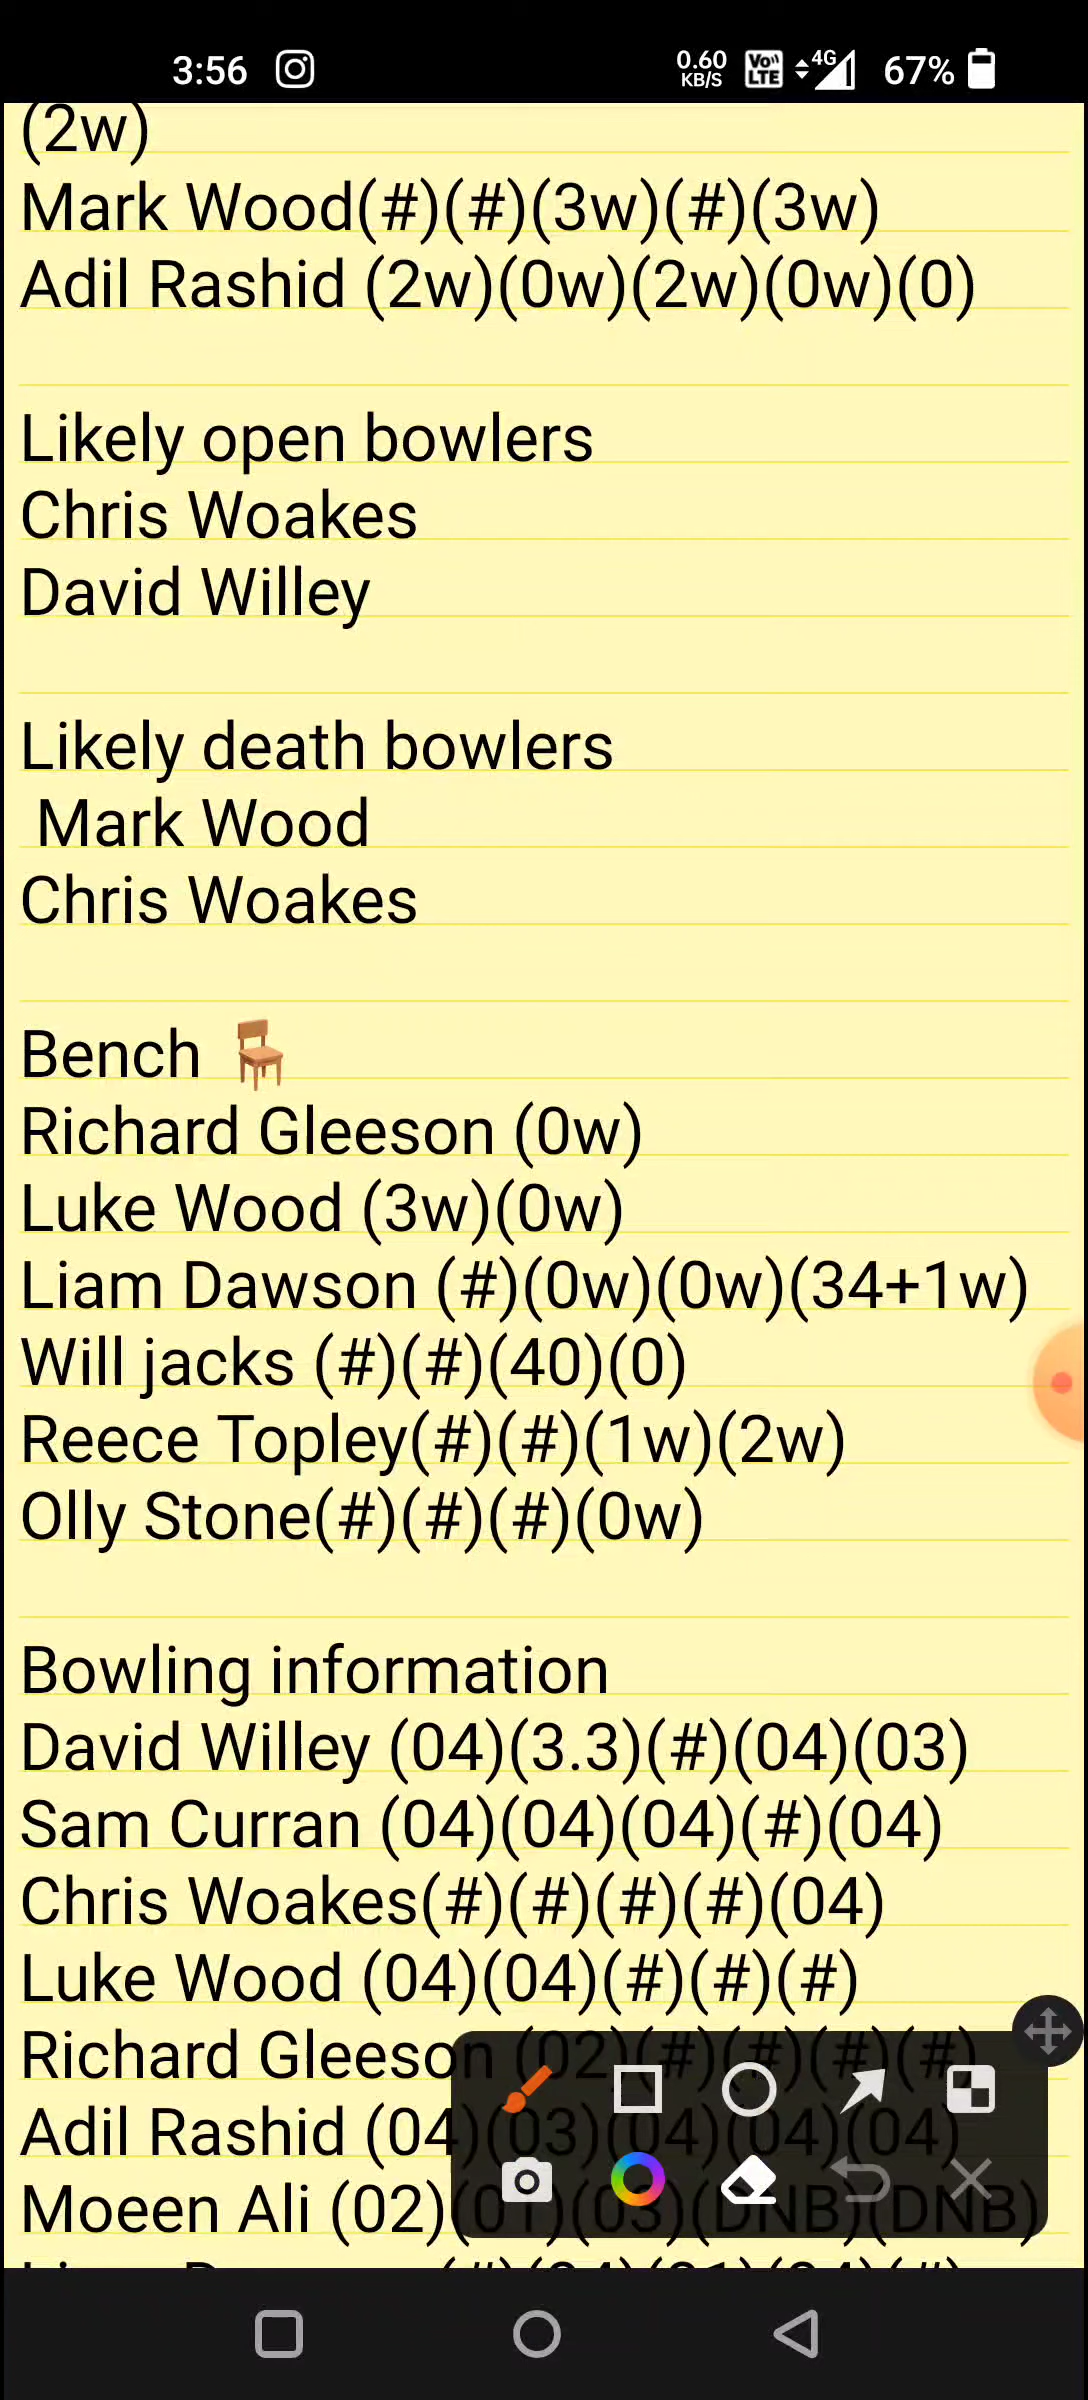 3:56 0.60 KB/S VoLTE 4G 67%
(2w)
Mark Wood(#)(#)(3w)(#)(3w)
Adil Rashid (2w)(0w)(2w)(0w)(0)
Likely open bowlers
Chris Woakes
David Willey
Likely death bowlers
Mark Wood
Chris Woakes
Bench 🪑
Richard Gleeson (0w)
Luke Wood (3w)(0w)
Liam Dawson (#)(0w)(0w)(34+1w)
Will jacks (#)(#)(40)(0)
Reece Topley(#)(#)(1w)(2w)
Olly Stone(#)(#)(#)(0w)
Bowling information
David Willey (04)(3.3)(#)(04)(03)
Sam Curran (04)(04)(04)(#)(04)
Chris Woakes(#)(#)(#)(#)(04)
Luke Wood (04)(04)(#)(#)(#)
Richard Gleeson (02)(#)(#)(#)(#)
Adil Rashid (04)(03)(04)(04)(04)
Moeen Ali (02)(01)(03)(DNB)(DNB)